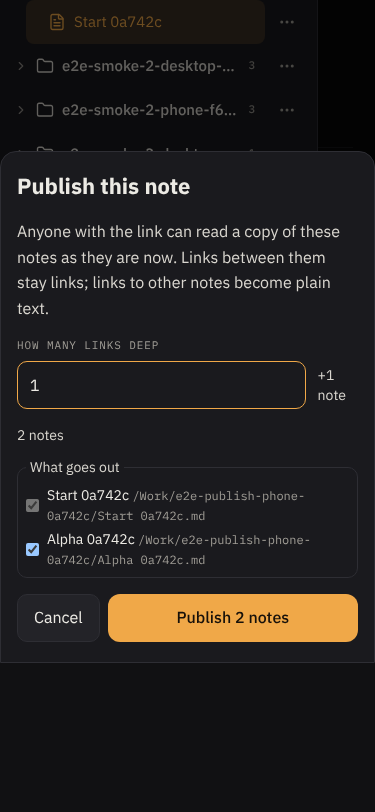 Start 0a742c
e2e-smoke-2-desktop-... 3
e2e-smoke-2-phone-f6... 3
Publish this note
Anyone with the link can read a copy of these
notes as they are now. Links between them
stay links; links to other notes become plain
text.
HOW MANY LINKS DEEP
1
+1
note
2 notes
What goes out
Start 0a742c /Work/e2e-publish-phone-
0a742c/Start 0a742c.md
Alpha 0a742c /Work/e2e-publish-phone-
0a742c/Alpha 0a742c.md
Cancel
Publish 2 notes